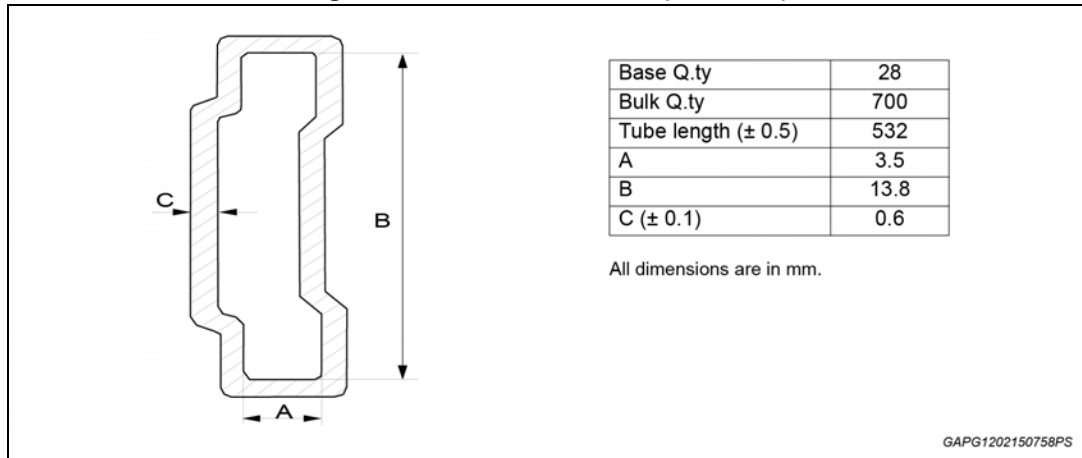 Base Q.ty 28
Bulk Q.ty 700
Tube length (± 0.5) 532
A 3.5
B 13.8
C (± 0.1) 0.6
All dimensions are in mm.
C
B
A
GAPG1202150758PS